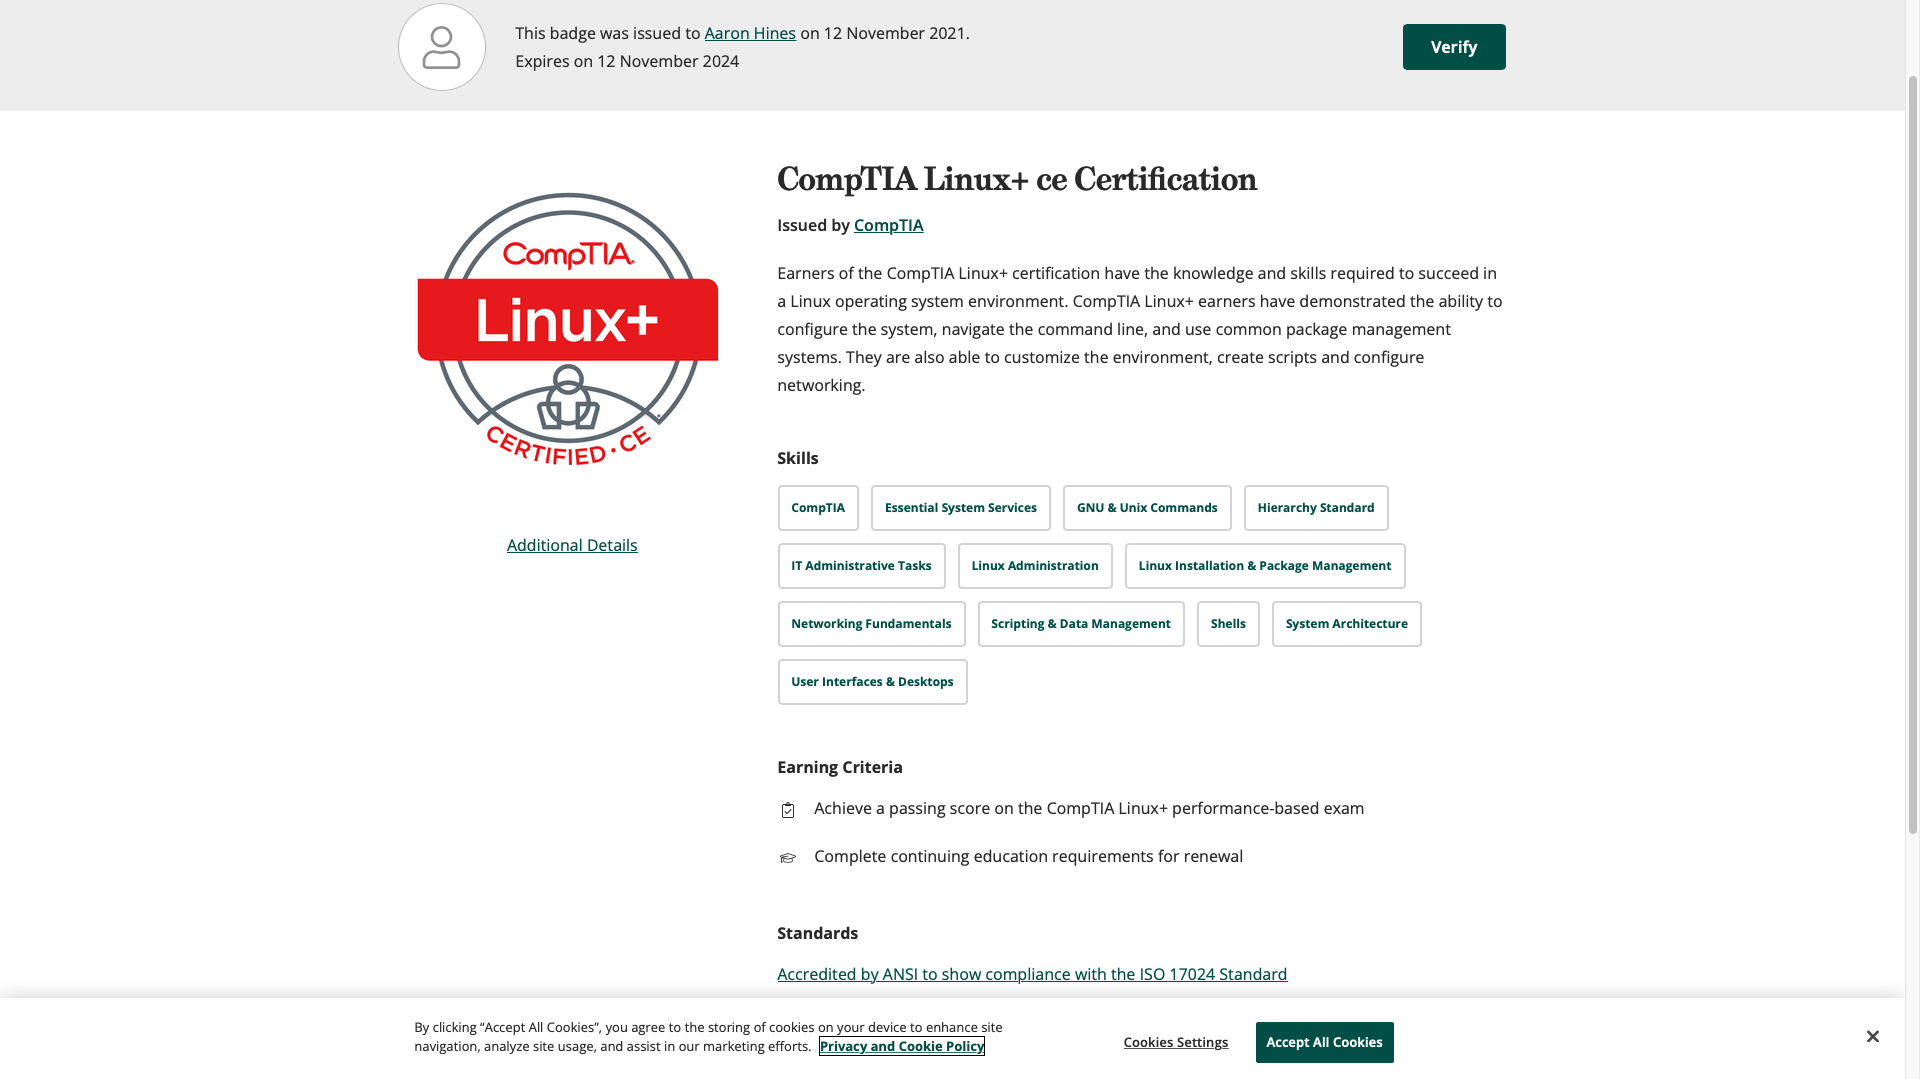 This badge was issued to Aaron Hines on 12 November 2021.
Expires on 12 November 2024
Verify
CompTIA Linux+ ce Certification
Issued by CompTIA
CompTIA.
Linux+
CERTIFIED · CE
Earners of the CompTIA Linux+ certification have the knowledge and skills required to succeed in
a Linux operating system environment. CompTIA Linux+ earners have demonstrated the ability to
configure the system, navigate the command line, and use common package management
systems. They are also able to customize the environment, create scripts and configure
networking.
Additional Details
Skills
CompTIA Essential System Services GNU & Unix Commands Hierarchy Standard
IT Administrative Tasks Linux Administration Linux Installation & Package Management
Networking Fundamentals Scripting & Data Management Shells System Architecture
User Interfaces & Desktops
Earning Criteria
Achieve a passing score on the CompTIA Linux+ performance-based exam
Complete continuing education requirements for renewal
Standards
Accredited by ANSI to show compliance with the ISO 17024 Standard
By clicking “Accept All Cookies”, you agree to the storing of cookies on your device to enhance site
navigation, analyze site usage, and assist in our marketing efforts. Privacy and Cookie Policy
Cookies Settings
Accept All Cookies